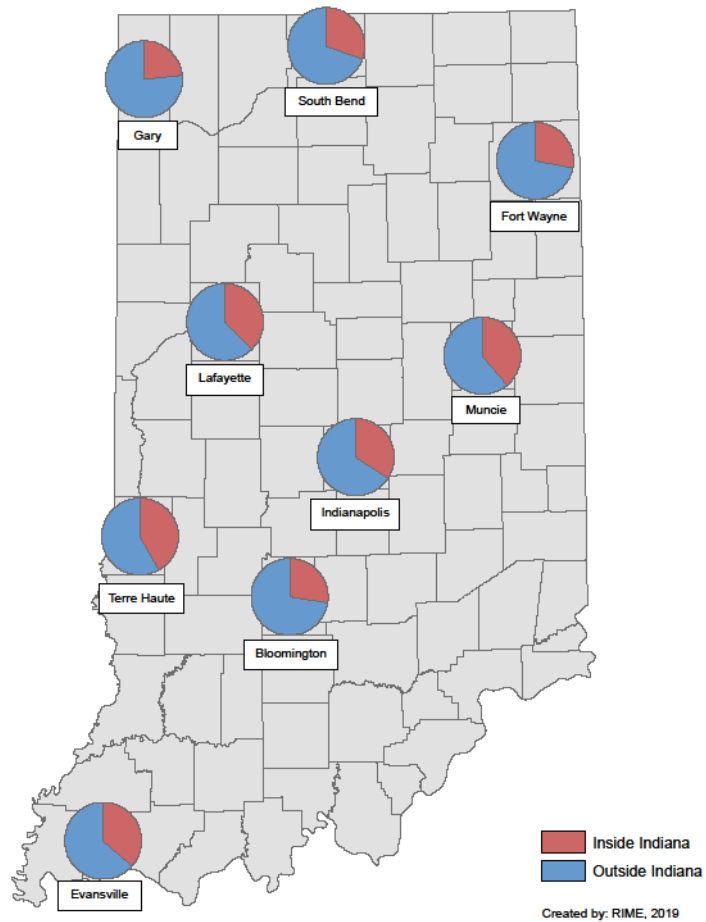 South Bend
Gary
Fort Wayne
Lafayette
Muncie
Indianapolis
Terre Haute
Bloomington
Evansville
Inside Indiana
Outside Indiana
Created by: RIME, 2019